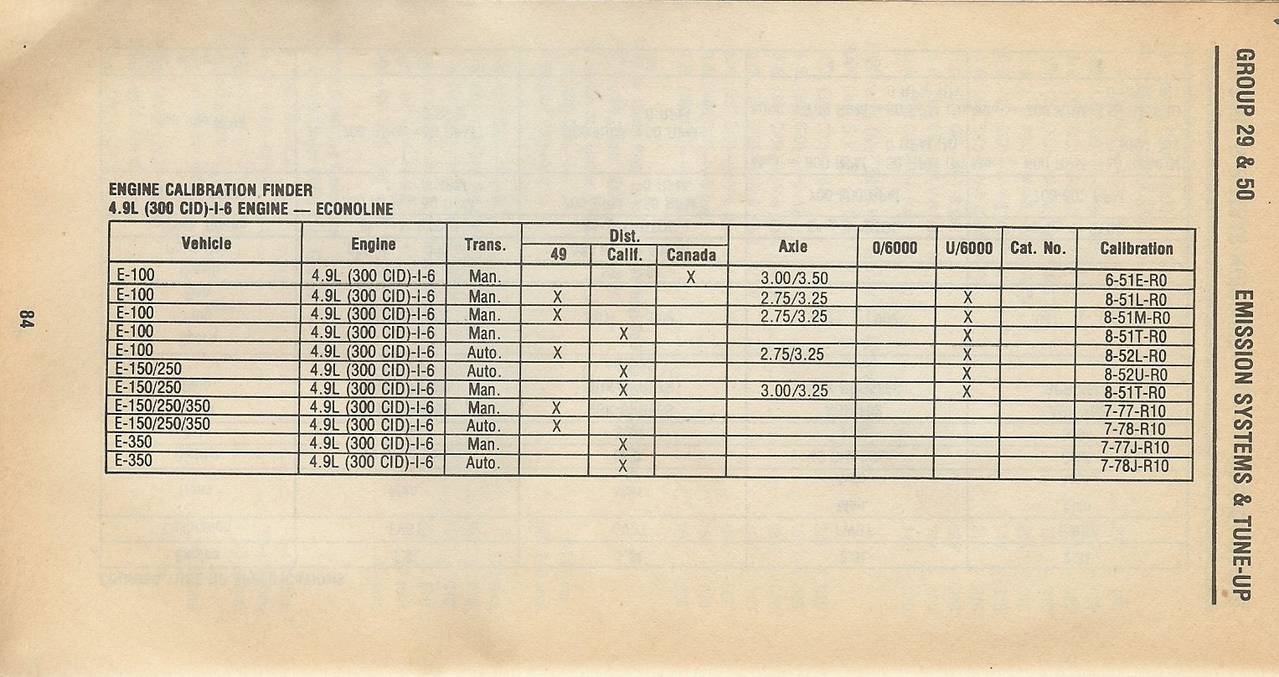 GROUP 29 & 50 EMISSION SYSTEMS & TUNE-UP
ENGINE CALIBRATION FINDER
4.9L (300 CID)-I-6 ENGINE — ECONOLINE
Vehicle Engine Trans. Dist. Axle O/6000 U/6000 Cat. No. Calibration
49 Calif. Canada
E-100 4.9L (300 CID)-I-6 Man. X 3.00/3.50 6-51E-R0
E-100 4.9L (300 CID)-I-6 Man. X 2.75/3.25 X 8-51L-R0
E-100 4.9L (300 CID)-I-6 Man. X 2.75/3.25 X 8-51M-R0
E-100 4.9L (300 CID)-I-6 Man. X X 8-51T-R0
E-100 4.9L (300 CID)-I-6 Auto. X 2.75/3.25 X 8-52L-R0
E-150/250 4.9L (300 CID)-I-6 Auto. X X 8-52U-R0
E-150/250 4.9L (300 CID)-I-6 Man. X 3.00/3.25 X 8-51T-R0
E-150/250/350 4.9L (300 CID)-I-6 Man. X 7-77-R10
E-150/250/350 4.9L (300 CID)-I-6 Auto. X 7-78-R10
E-350 4.9L (300 CID)-I-6 Man. X 7-77J-R10
E-350 4.9L (300 CID)-I-6 Auto. X 7-78J-R10
84